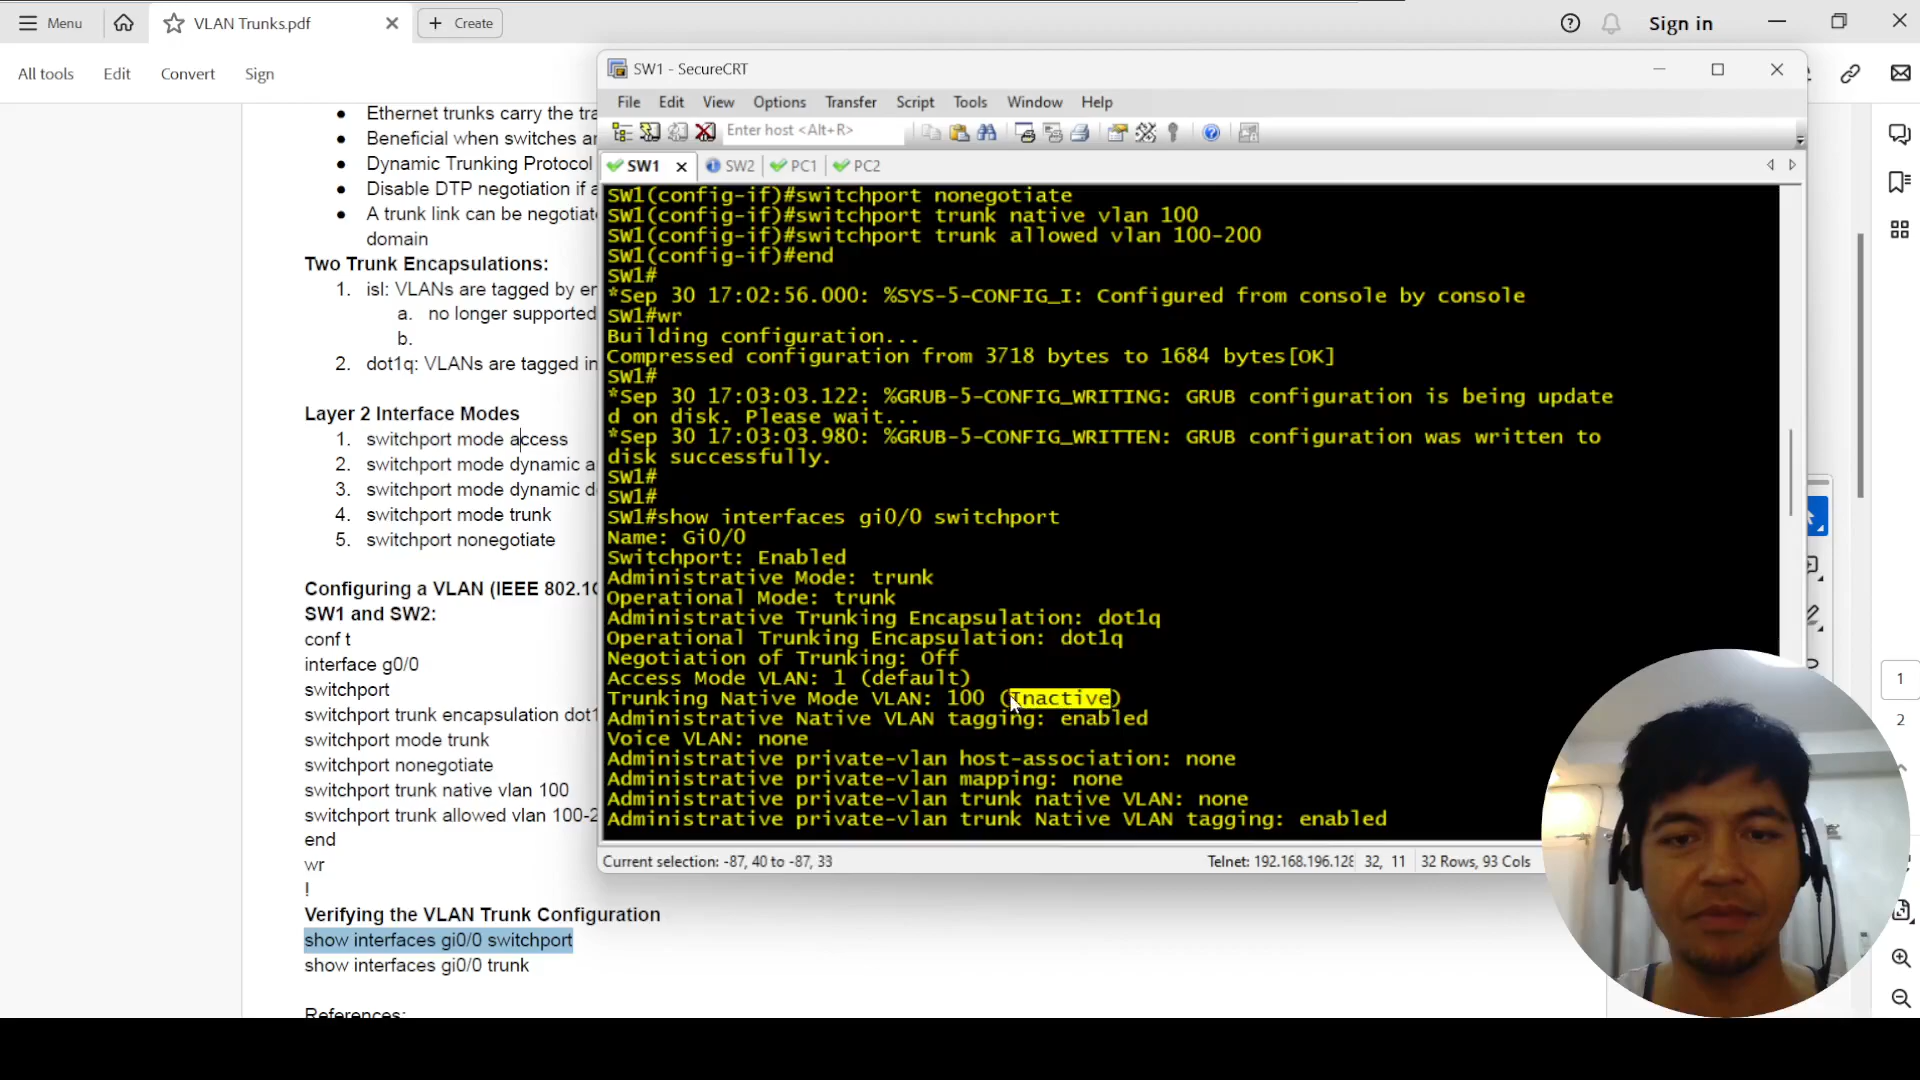 Menu
VLAN Trunks.pdf
Create
Sign in
All tools
Edit
Convert
Sign
Ethernet trunks carry the tra
Beneficial when switches ar
Dynamic Trunking Protocol
Disable DTP negotiation if a
A trunk link can be negotiate
domain
Two Trunk Encapsulations:
1. isl: VLANs are tagged by en
a. no longer supported
b.
2. dot1q: VLANs are tagged in
Layer 2 Interface Modes
1. switchport mode access
2. switchport mode dynamic a
3. switchport mode dynamic de
4. switchport mode trunk
5. switchport nonegotiate
Configuring a VLAN (IEEE 802.1Q
SW1 and SW2:
conf t
interface g0/0
switchport
switchport trunk encapsulation dot1
switchport mode trunk
switchport nonegotiate
switchport trunk native vlan 100
switchport trunk allowed vlan 100-2
end
wr
!
Verifying the VLAN Trunk Configuration
show interfaces gi0/0 switchport
show interfaces gi0/0 trunk
References:
SW1 - SecureCRT
File Edit View Options Transfer Script Tools Window Help
Enter host <Alt+R>
SW1
SW2
PC1
PC2
SW1(config-if)#switchport nonegotiate
SW1(config-if)#switchport trunk native vlan 100
SW1(config-if)#switchport trunk allowed vlan 100-200
SW1(config-if)#end
SW1#
*Sep 30 17:02:56.000: %SYS-5-CONFIG_I: Configured from console by console
SW1#wr
Building configuration...
Compressed configuration from 3718 bytes to 1684 bytes[OK]
SW1#
*Sep 30 17:03:03.122: %GRUB-5-CONFIG_WRITING: GRUB configuration is being update
d on disk. Please wait...
*Sep 30 17:03:03.980: %GRUB-5-CONFIG_WRITTEN: GRUB configuration was written to
disk successfully.
SW1#
SW1#
SW1#show interfaces gi0/0 switchport
Name: Gi0/0
Switchport: Enabled
Administrative Mode: trunk
Operational Mode: trunk
Administrative Trunking Encapsulation: dot1q
Operational Trunking Encapsulation: dot1q
Negotiation of Trunking: Off
Access Mode VLAN: 1 (default)
Trunking Native Mode VLAN: 100 (Inactive)
Administrative Native VLAN tagging: enabled
Voice VLAN: none
Administrative private-vlan host-association: none
Administrative private-vlan mapping: none
Administrative private-vlan trunk native VLAN: none
Administrative private-vlan trunk Native VLAN tagging: enabled
Current selection: -87, 40 to -87, 33
Telnet: 192.168.196.128
32, 11
32 Rows, 93 Cols
1
2